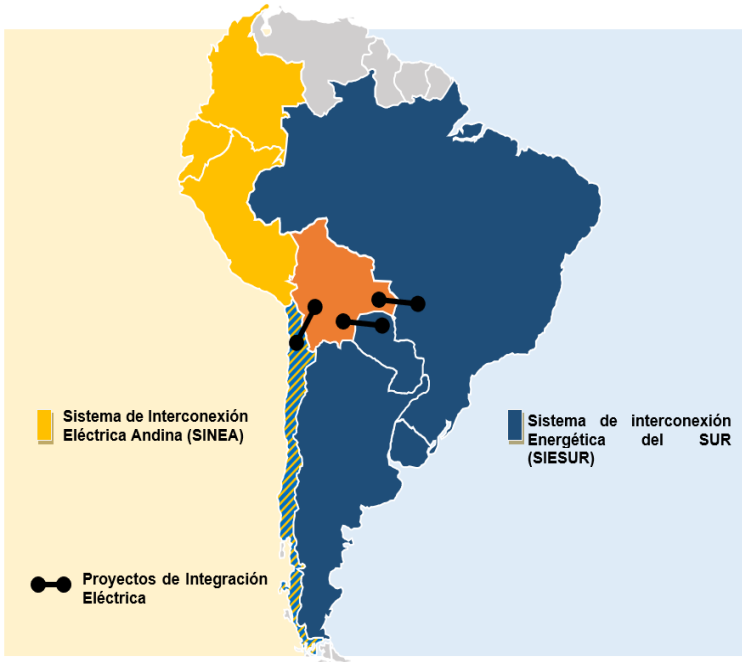 Sistema de Interconexión
Eléctrica Andina (SINEA)
Sistema de interconexión
Energética del SUR
(SIESUR)
Proyectos de Integración
Eléctrica